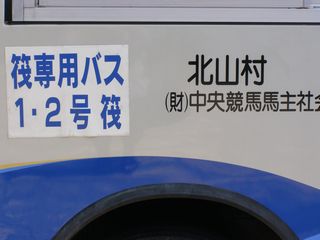 筏専用バス
1・2号 筏
北山村
(財)中央競馬馬主社会